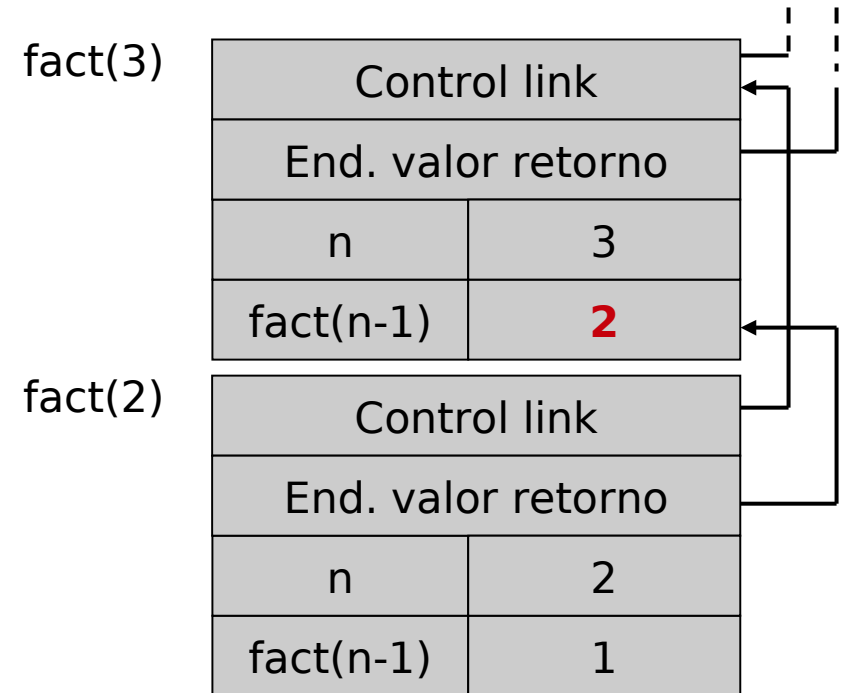 fact(3)
Control link
End. valor retorno
n 3
fact(n-1) 2
fact(2)
Control link
End. valor retorno
n 2
fact(n-1) 1